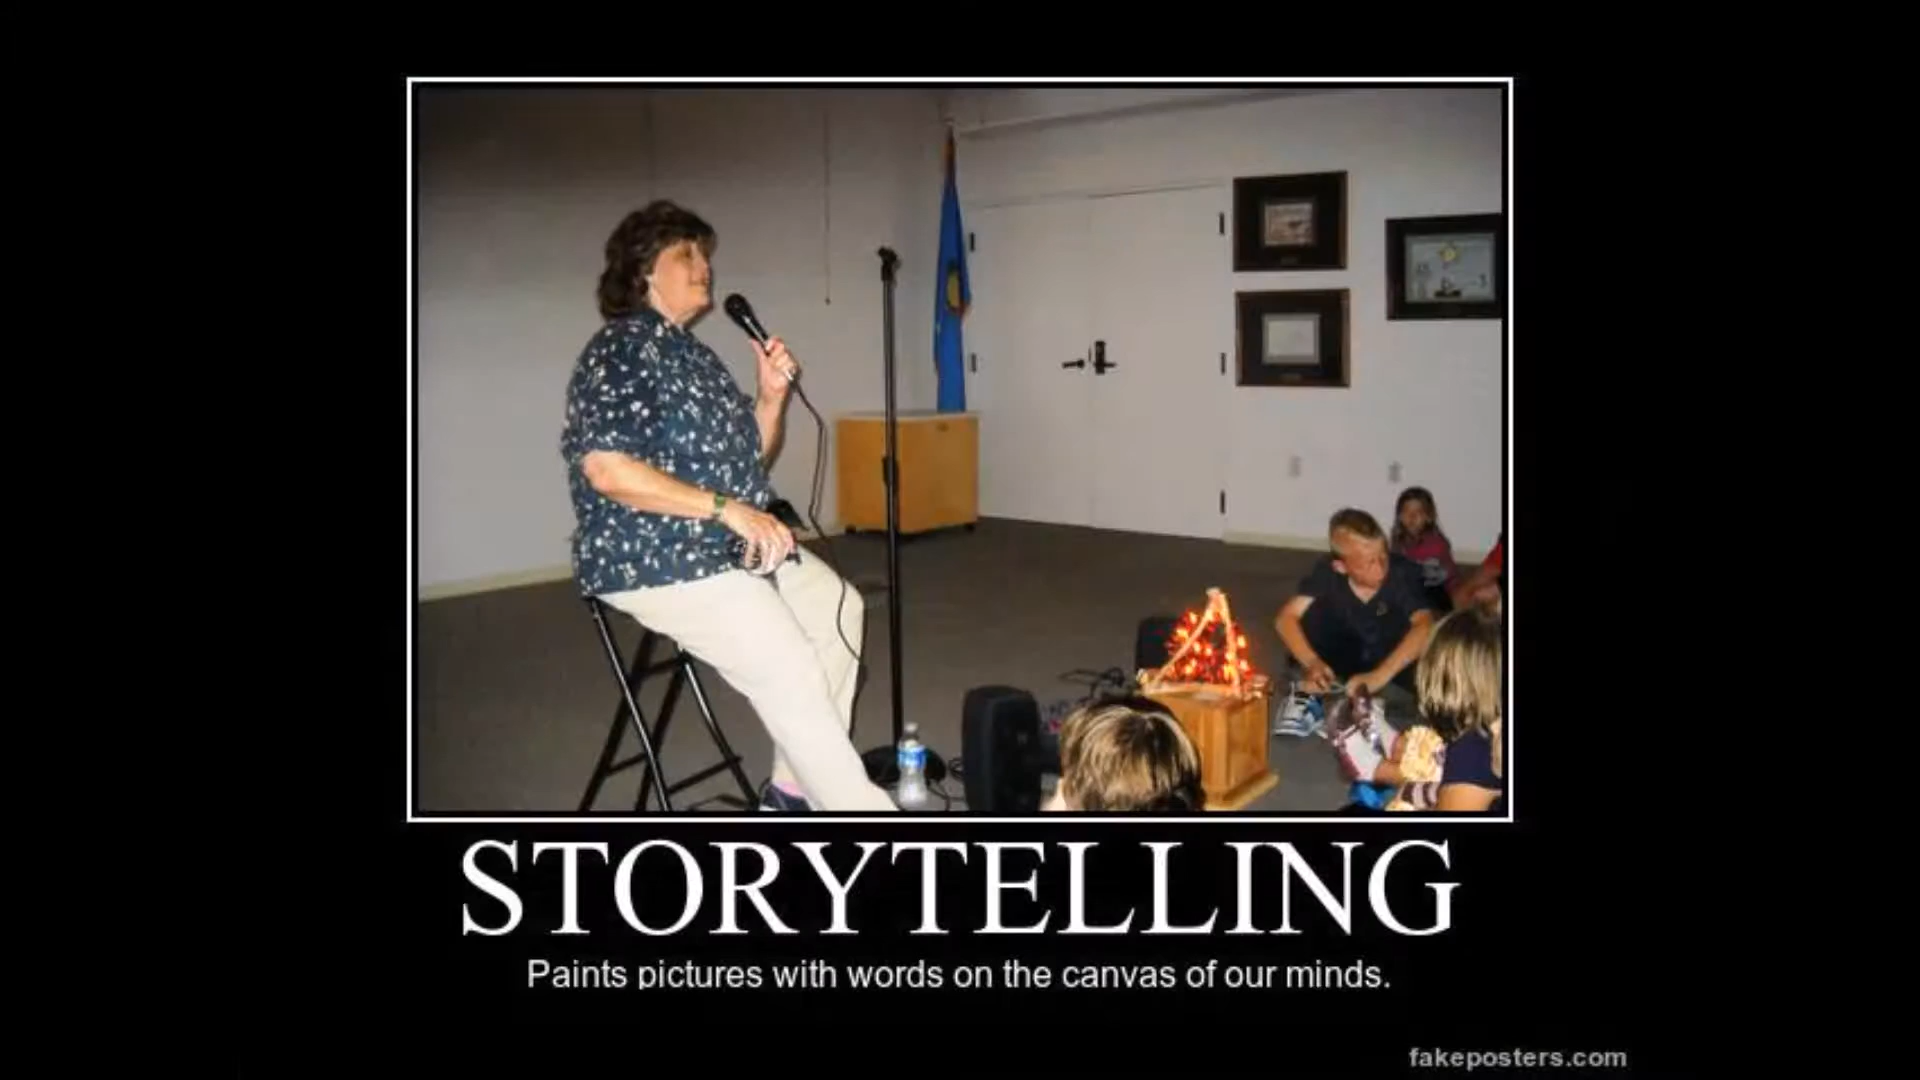 STORYTELLING
Paints pictures with words on the canvas of our minds.
fakeposters.com